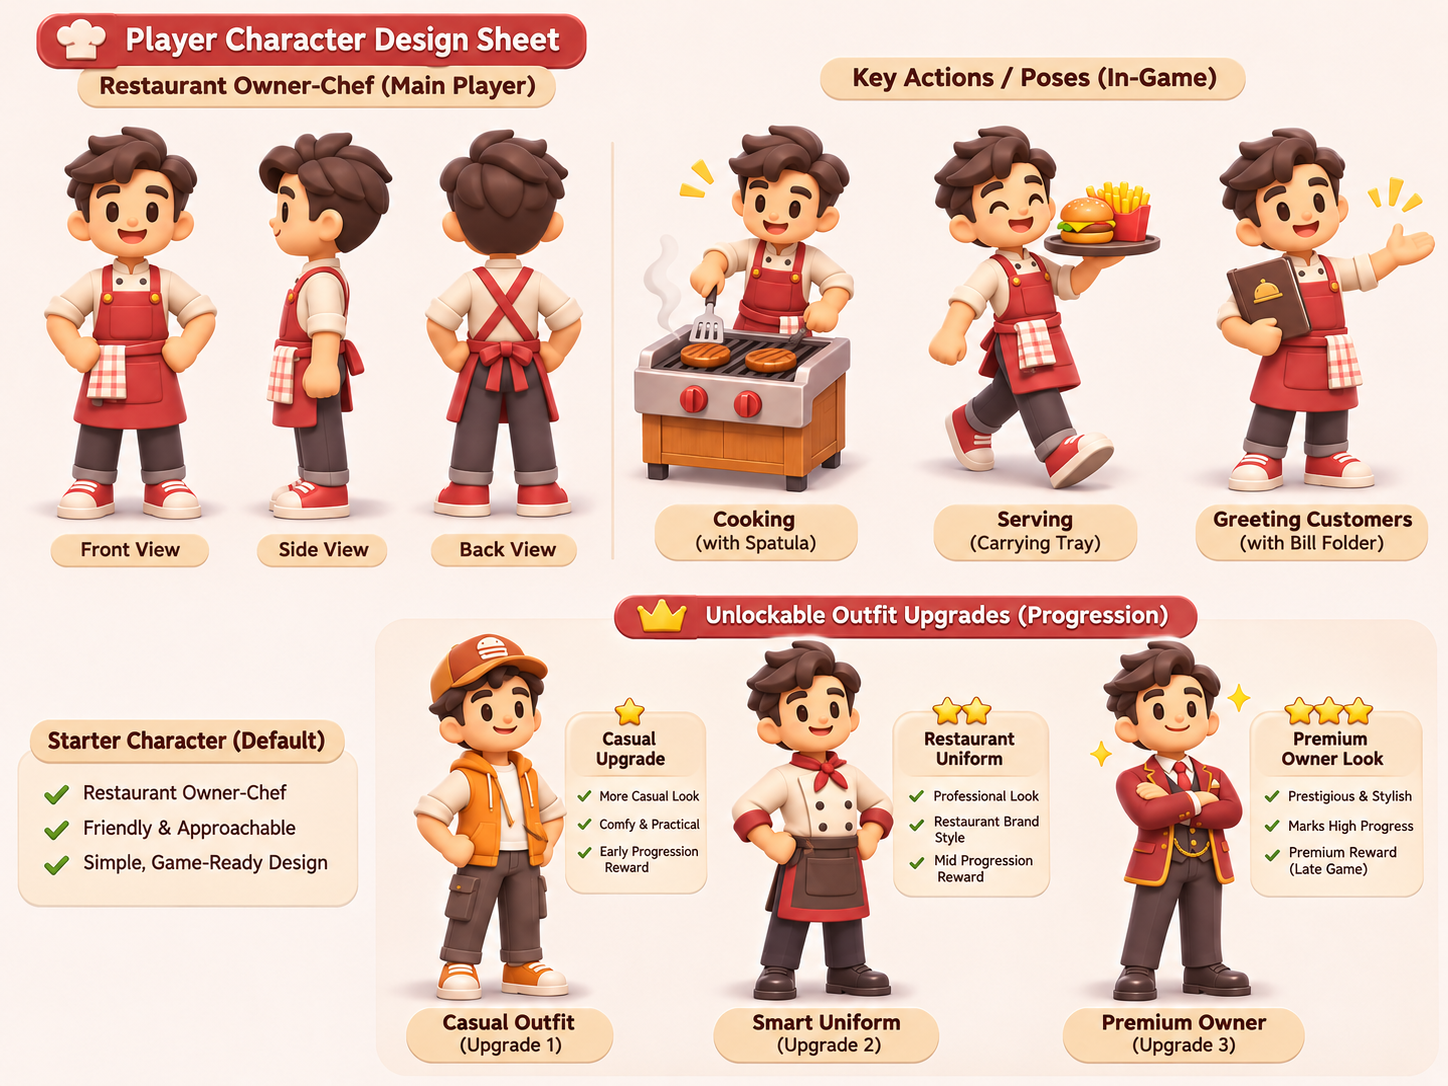 Player Character Design Sheet
Restaurant Owner-Chef (Main Player)
Front View
Side View
Back View
Key Actions / Poses (In-Game)
Cooking
(with Spatula)
Serving
(Carrying Tray)
Greeting Customers
(with Bill Folder)
Starter Character (Default)
Restaurant Owner-Chef
Friendly & Approachable
Simple, Game-Ready Design
Unlockable Outfit Upgrades (Progression)
Casual
Upgrade
More Casual Look
Comfy & Practical
Early Progression
Reward
Casual Outfit
(Upgrade 1)
Restaurant
Uniform
Professional Look
Restaurant Brand
Style
Mid Progression
Reward
Smart Uniform
(Upgrade 2)
Premium
Owner Look
Prestigious & Stylish
Marks High Progress
Premium Reward
(Late Game)
Premium Owner
(Upgrade 3)